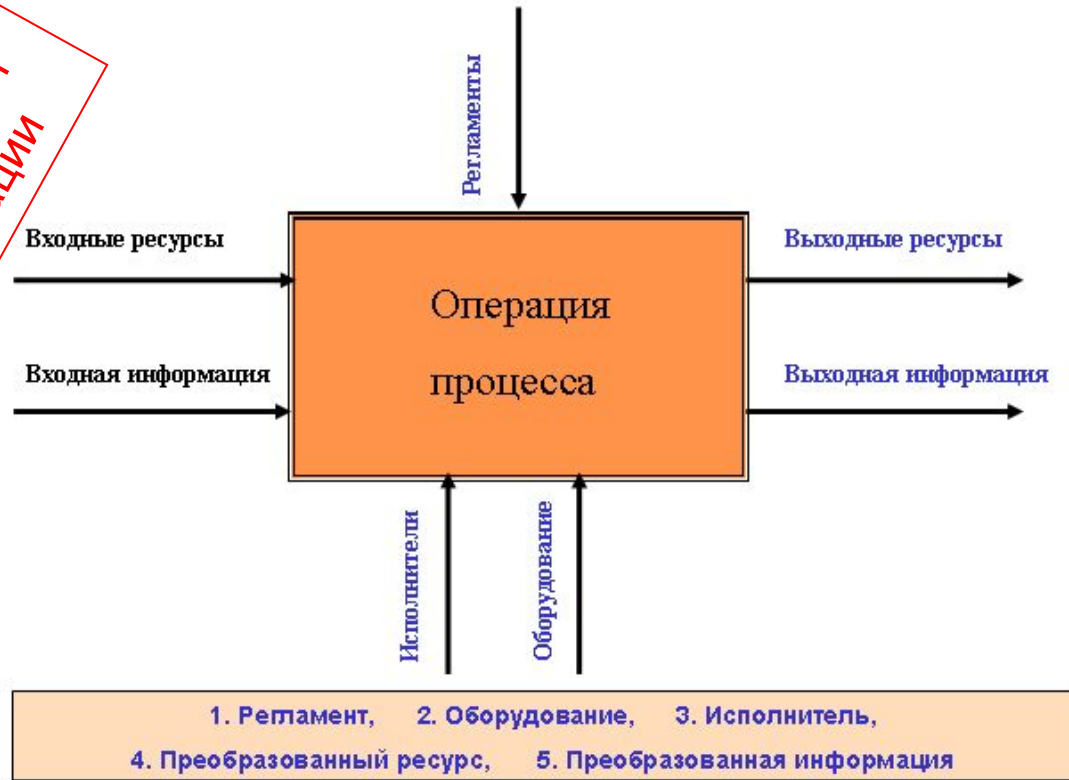 Регламенты
Входные ресурсы
Выходные ресурсы
Операция
процесса
Входная информация
Выходная информация
Исполнители
Оборудование
1. Регламент, 2. Оборудование, 3. Исполнитель,
4. Преобразованный ресурс, 5. Преобразованная информация